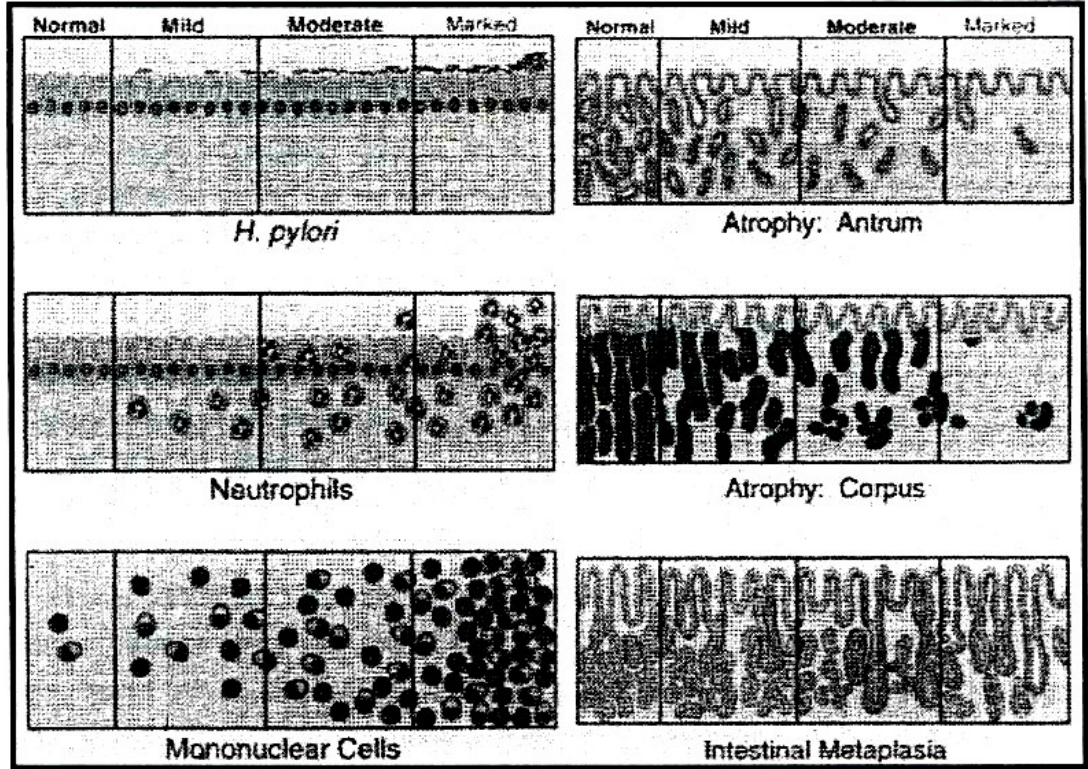 Normal Mild Moderate Marked
H. pylori
Neutrophils
Mononuclear Cells
Normal Mild Moderate Marked
Atrophy: Antrum
Atrophy: Corpus
Intestinal Metaplasia